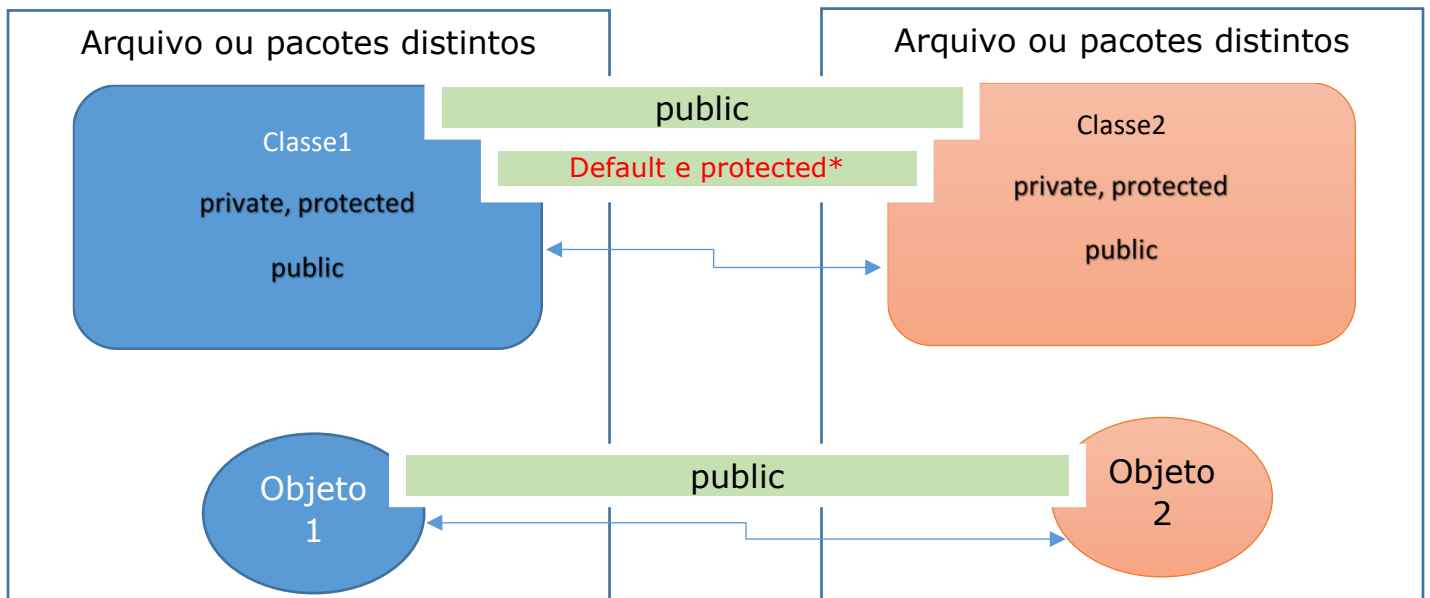 Arquivo ou pacotes distintos
Arquivo ou pacotes distintos
public
Classe1
Classe2
Default e protected*
private, protected
private, protected
public
public
public
Objeto
1
Objeto
2